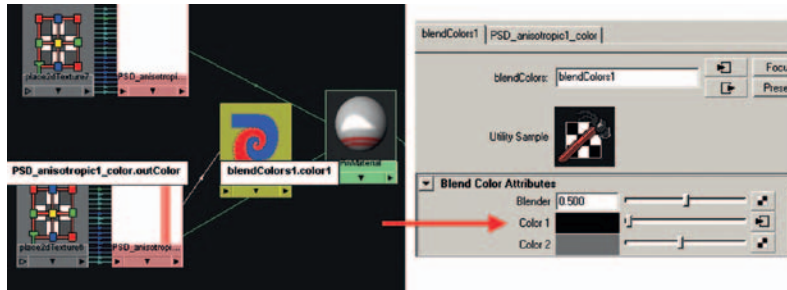 place2dTexture7
PSD_anisotropi...
PSD_anisotropic1_color.outColor
blendColors1.color1
place2dTexture6
PSD_anisotropi...
blendColors1
PSD_anisotropic1_color
blendColors:
blendColors1
Focu
Prese
Utility Sample
Blend Color Attributes
Blender
0.500
Color 1
Color 2